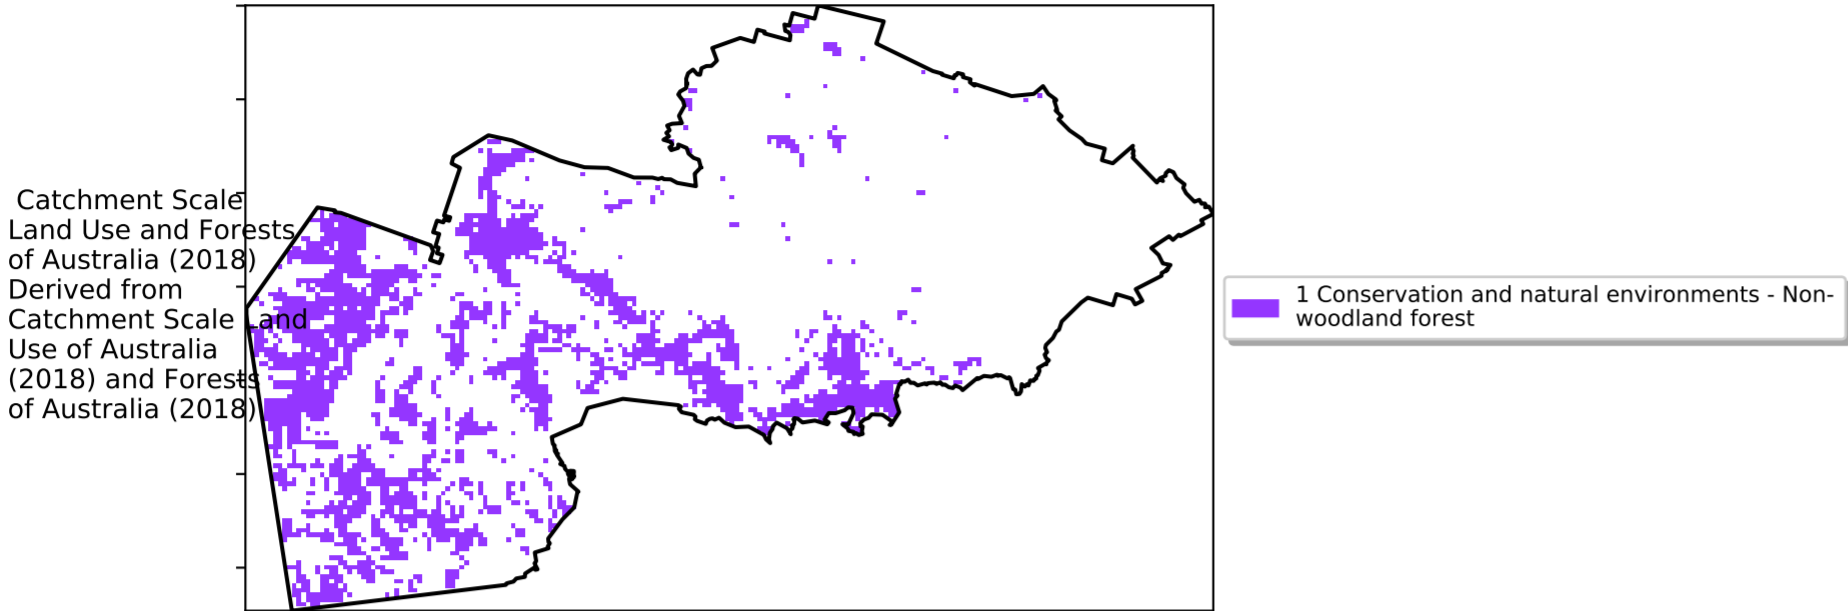 Catchment Scale
Land Use and Forests
of Australia (2018)
Derived from
Catchment Scale Land
Use of Australia
(2018) and Forests
of Australia (2018)
1 Conservation and natural environments - Non-
woodland forest